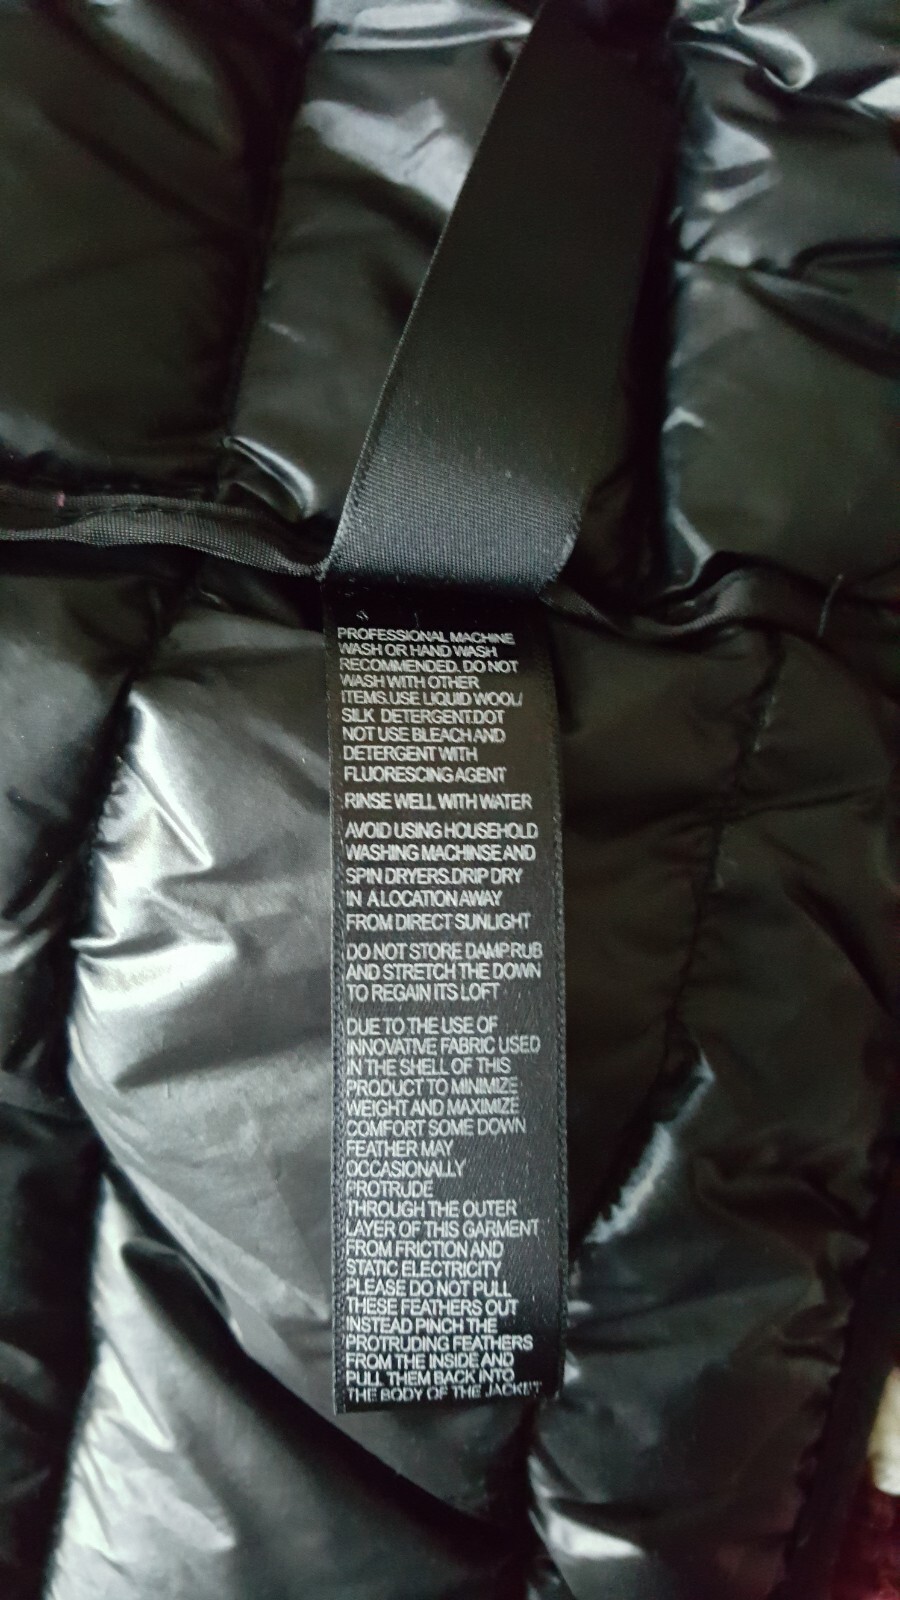 PROFESSIONAL MACHINE
WASH OR HAND WASH
RECOMMENDED. DO NOT
WASH WITH OTHER
ITEMS.USE LIQUID WOOL/
SILK DETERGENT.DOT
NOT USE BLEACH AND
DETERGENT WITH
FLUORESCING AGENT
RINSE WELL WITH WATER
AVOID USING HOUSEHOLD
WASHING MACHINSE AND
SPIN DRYERS.DRIP DRY
IN A LOCATION AWAY
FROM DIRECT SUNLIGHT
DO NOT STORE DAMP.RUB
AND STRETCH THE DOWN
TO REGAIN ITS LOFT
DUE TO THE USE OF
INNOVATIVE FABRIC USED
IN THE SHELL OF THIS
PRODUCT TO MINIMIZE
WEIGHT AND MAXIMIZE
COMFORT SOME DOWN
FEATHER MAY
OCCASIONALLY
PROTRUDE
THROUGH THE OUTER
LAYER OF THIS GARMENT
FROM FRICTION AND
STATIC ELECTRICITY
PLEASE DO NOT PULL
THESE FEATHERS OUT
INSTEAD PINCH THE
PROTRUDING FEATHERS
FROM THE INSIDE AND
PULL THEM BACK INTO
THE BODY OF THE JACKET